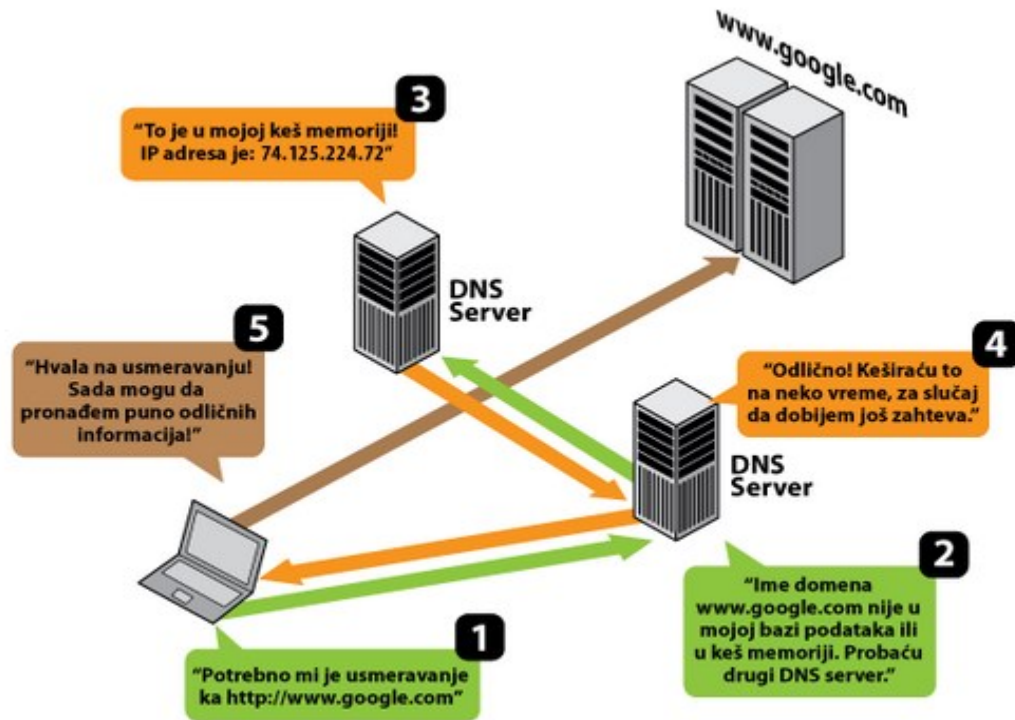 www.google.com
3
“To je u mojoj keš memoriji!
IP adresa je: 74.125.224.72”
DNS
Server
5
“Hvala na usmeravanju!
Sada mogu da
pronađem puno odličnih
informacija!”
4
“Odlično! Keširaću to
na neko vreme, za slučaj
da dobijem još zahteva.”
DNS
Server
2
“Ime domena
www.google.com nije u
mojoj bazi podataka ili
u keš memoriji. Probaću
drugi DNS server.”
1
“Potrebno mi je usmeravanje
ka http://www.google.com”